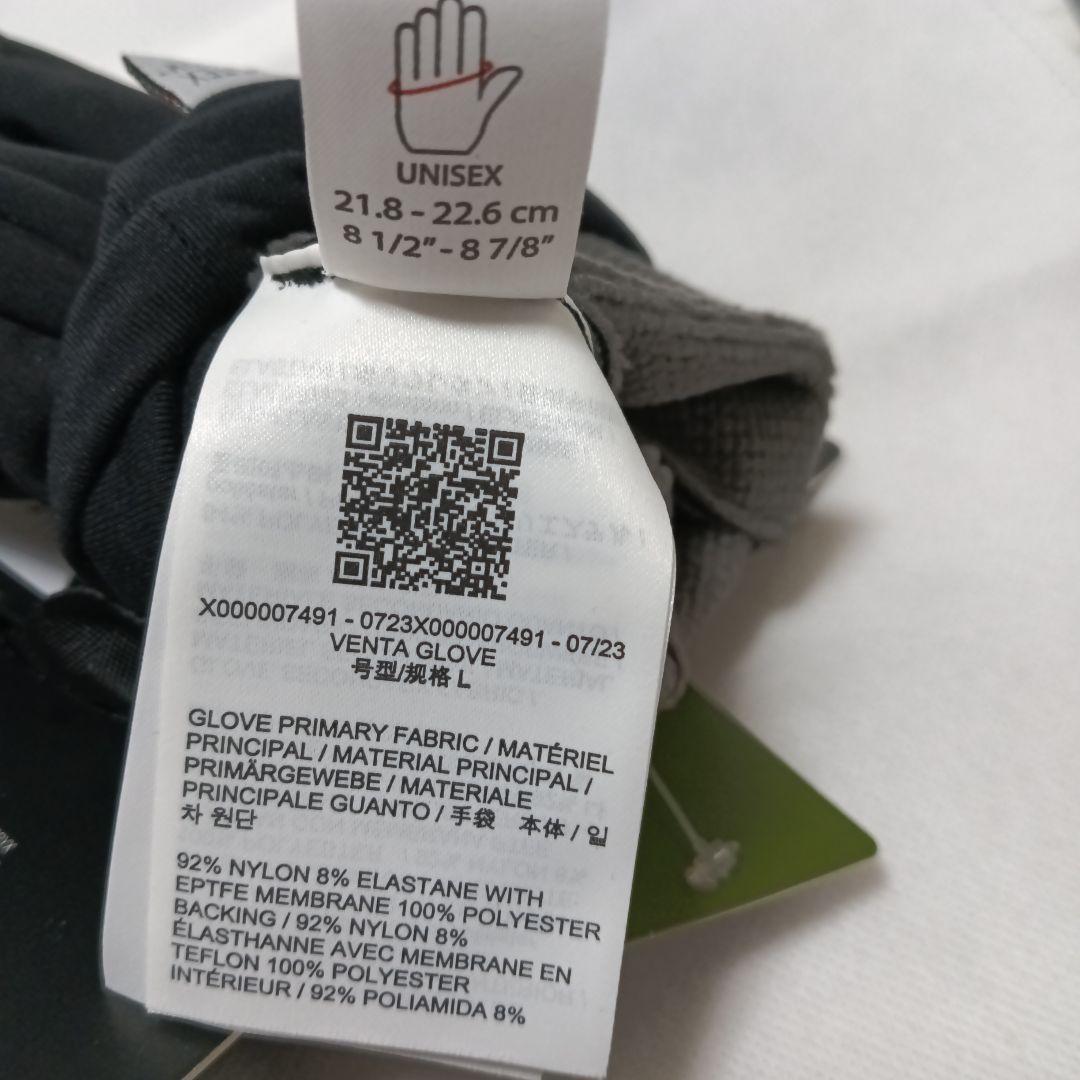 UNISEX
21.8 - 22.6 cm
8 1/2" - 8 7/8"
X000007491 - 0723X000007491 - 07/23
VENTA GLOVE
号型/规格 L
GLOVE PRIMARY FABRIC / MATÉRIEL
PRINCIPAL / MATERIAL PRINCIPAL /
PRIMÄRGEWEBE / MATERIALE
PRINCIPALE GUANTO / 手袋 本体 / 일
차 원단
92% NYLON 8% ELASTANE WITH
EPTFE MEMBRANE 100% POLYESTER
BACKING / 92% NYLON 8%
ÉLASTHANNE AVEC MEMBRANE EN
TEFLON 100% POLYESTER
INTÉRIEUR / 92% POLIAMIDA 8%